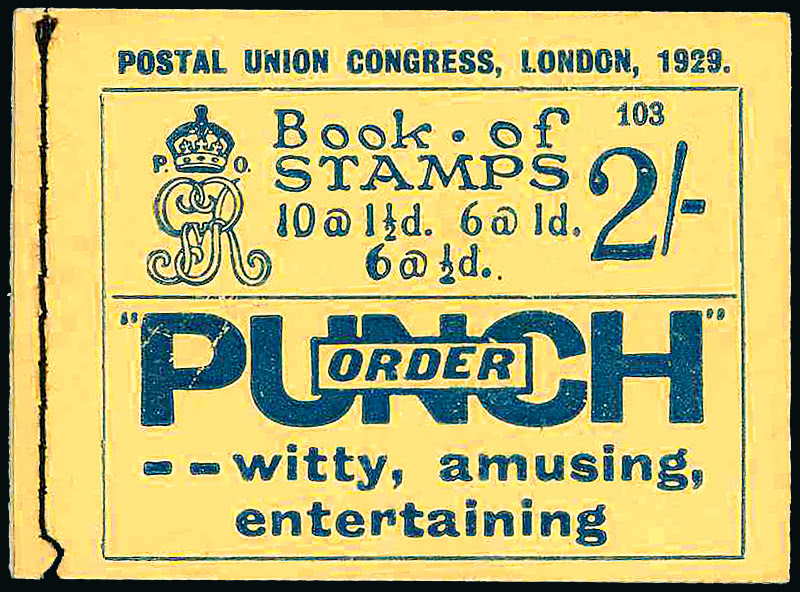 POSTAL UNION CONGRESS, LONDON, 1929.
103
P. O.
GRI
Book · of
STAMPS 2/-
10 @ 1½d. 6 @ 1d.
6 @ ½d.
"PUNCH"
ORDER
-- witty, amusing,
entertaining